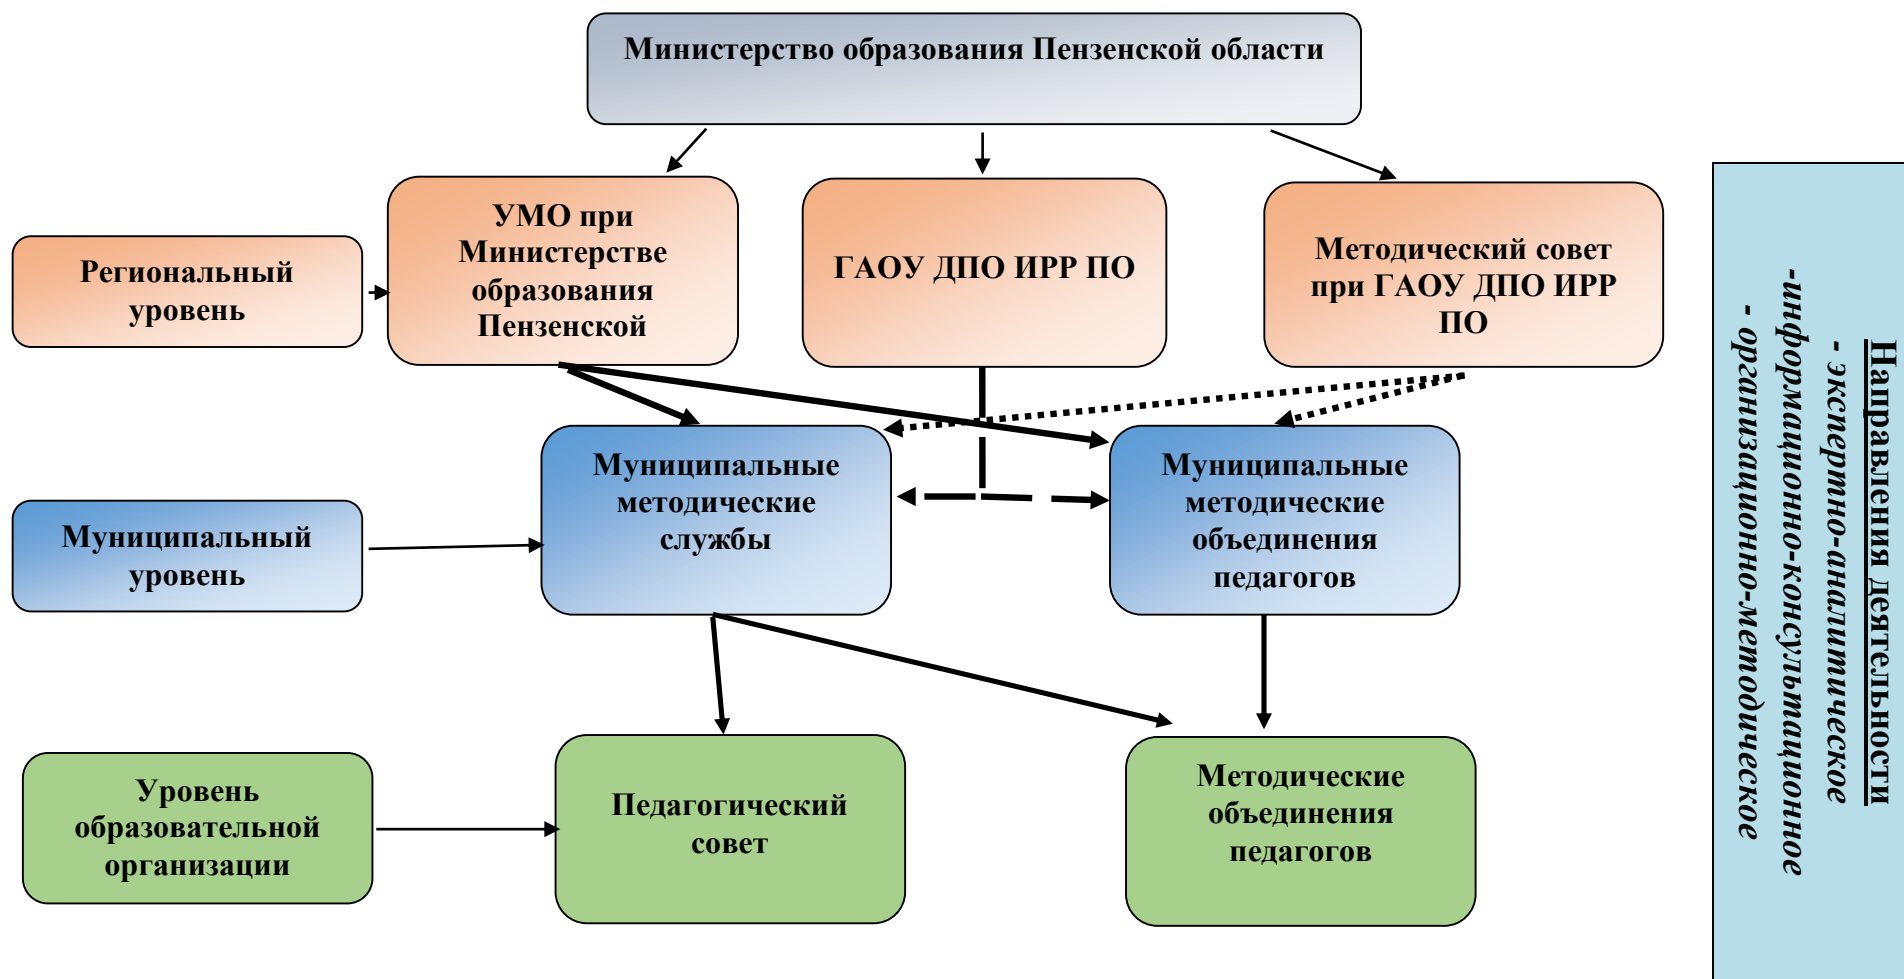 Министерство образования Пензенской области
УМО при
Министерстве
образования
Пензенской
ГАОУ ДПО ИРР ПО
Методический совет
при ГАОУ ДПО ИРР
ПО
Региональный
уровень
Муниципальные
методические
службы
Муниципальные
методические
объединения
педагогов
Муниципальный
уровень
Уровень
образовательной
организации
Педагогический
совет
Методические
объединения
педагогов
Направления деятельности
- экспертно-аналитическое
-информационно-консультационное
- организационно-методическое